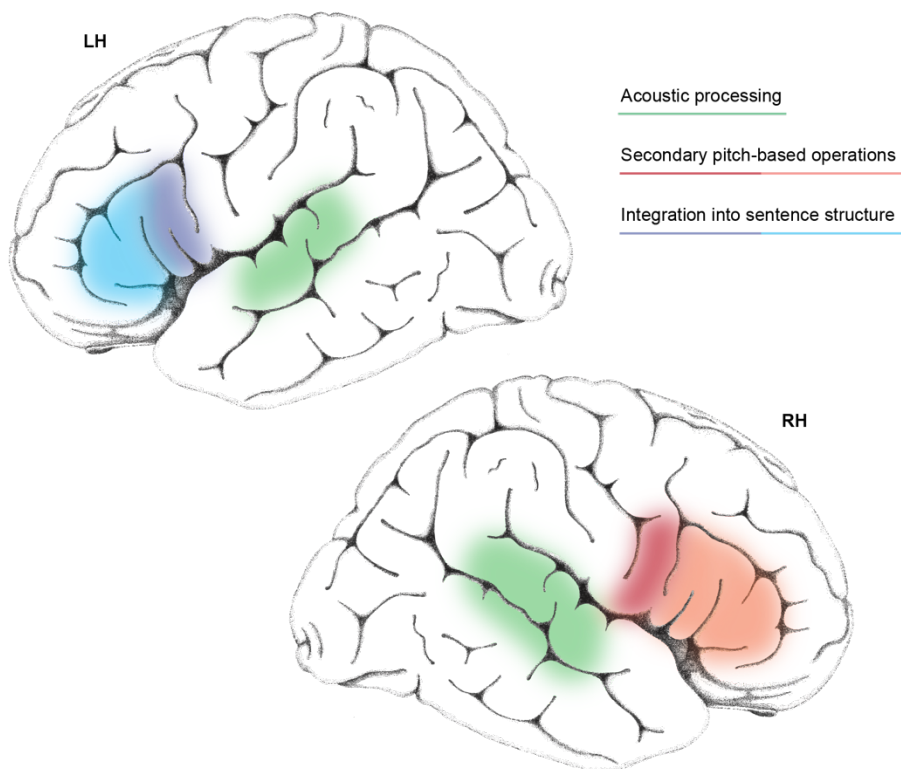 LH
Acoustic processing
Secondary pitch-based operations
Integration into sentence structure
RH